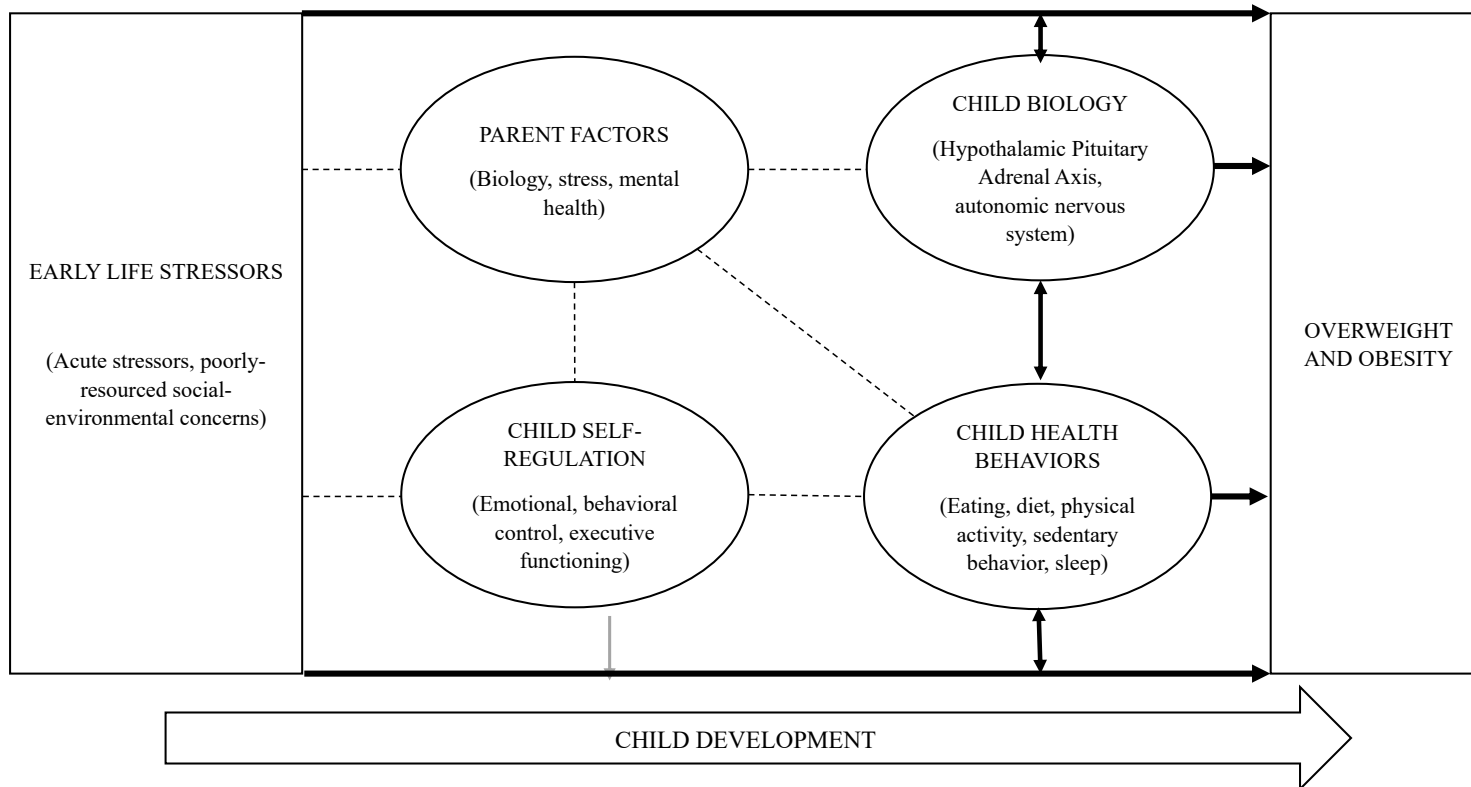 EARLY LIFE STRESSORS
(Acute stressors, poorly-
resourced social-
environmental concerns)
PARENT FACTORS
(Biology, stress, mental
health)
CHILD BIOLOGY
(Hypothalamic Pituitary
Adrenal Axis,
autonomic nervous
system)
CHILD SELF-
REGULATION
(Emotional, behavioral
control, executive
functioning)
CHILD HEALTH
BEHAVIORS
(Eating, diet, physical
activity, sedentary
behavior, sleep)
OVERWEIGHT
AND OBESITY
CHILD DEVELOPMENT